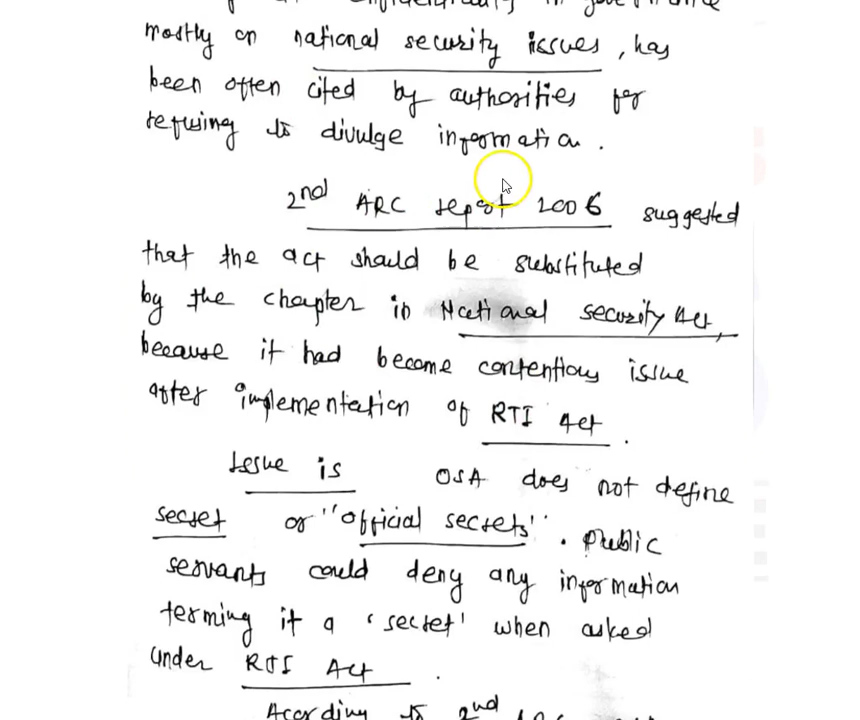 mostly on national security issues, has
been often cited by authorities for
refusing to divulge information.
2nd ARC report 2006 suggested
that the act should be substituted
by the chapter in National security Act,
because it had become contentious issue
after implementation of RTI Act.
Issue is OSA does not define
secret or "official secrets". Public
servants could deny any information
terming it a 'secret' when asked
under RTI Act.
Acording to 2nd